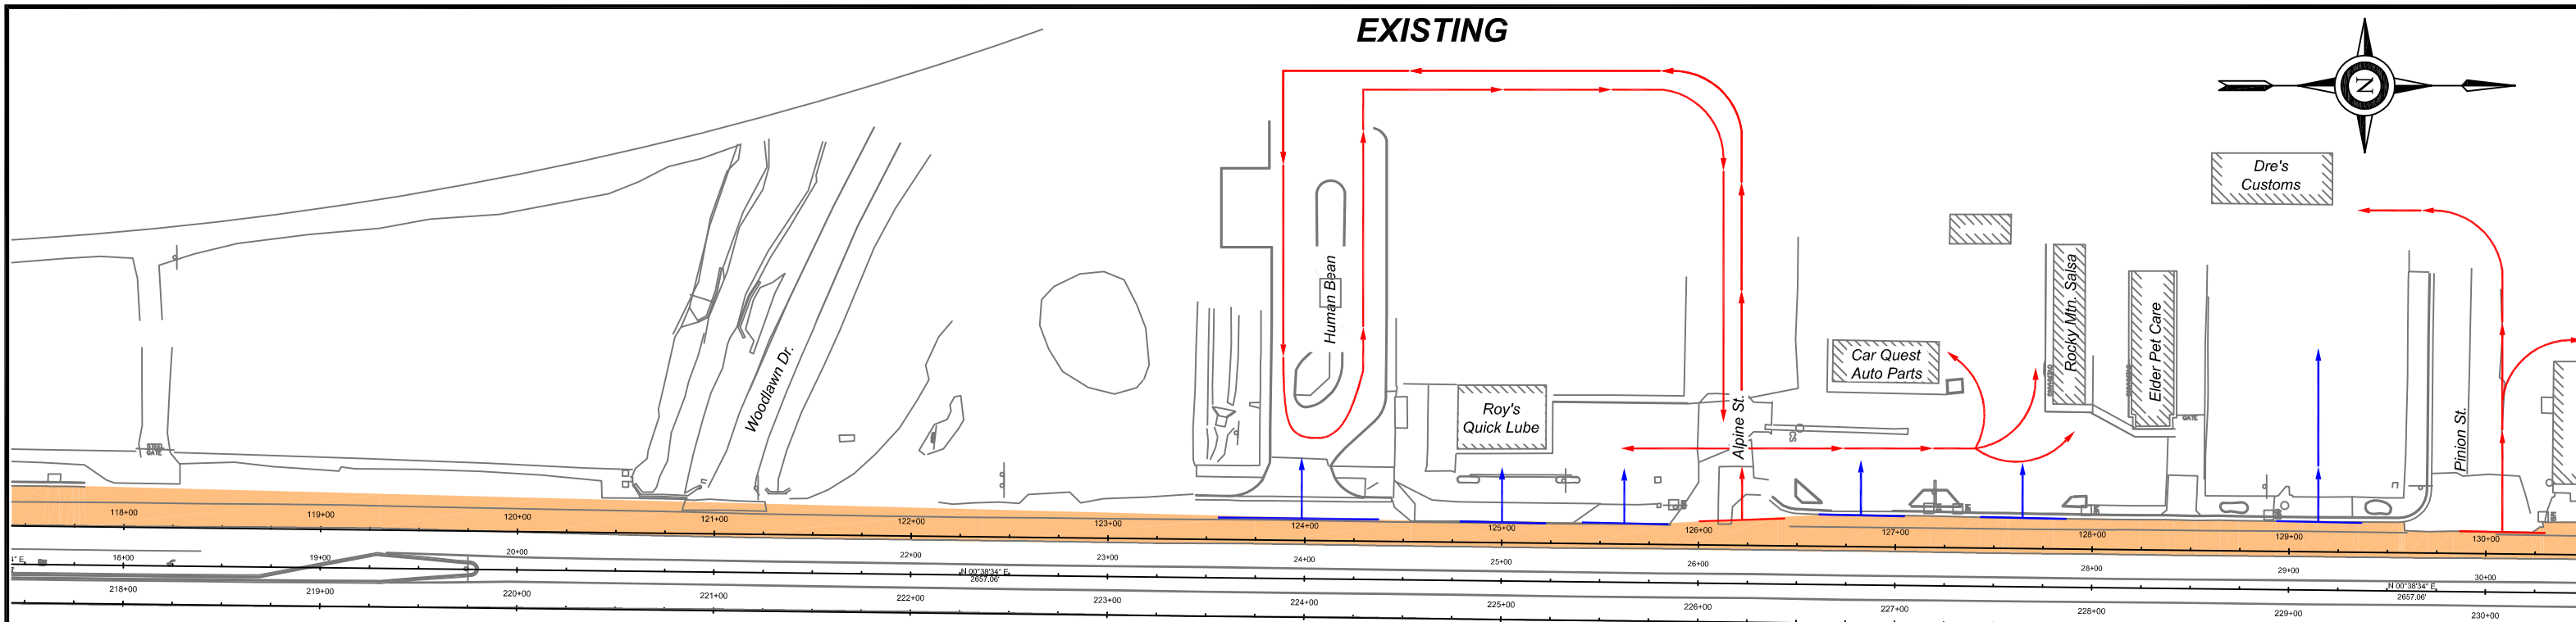 EXISTING
N
Dre's
Customs
Human Bean
Rocky Mtn. Salsa
Elder Pet Care
Woodlawn Dr.
Car Quest
Auto Parts
Roy's
Quick Lube
Alpine St.
Pinion St.
GATE
STEEL
GATE
118+00
119+00
120+00
121+00
122+00
123+00
124+00
125+00
126+00
127+00
128+00
129+00
130+00
18+00
19+00
20+00
22+00
23+00
24+00
25+00
26+00
28+00
29+00
30+00
N 00°38'34" E
2657.06'
N 00°38'34" E
2657.06'
218+00
219+00
220+00
221+00
222+00
223+00
224+00
225+00
226+00
227+00
228+00
229+00
230+00